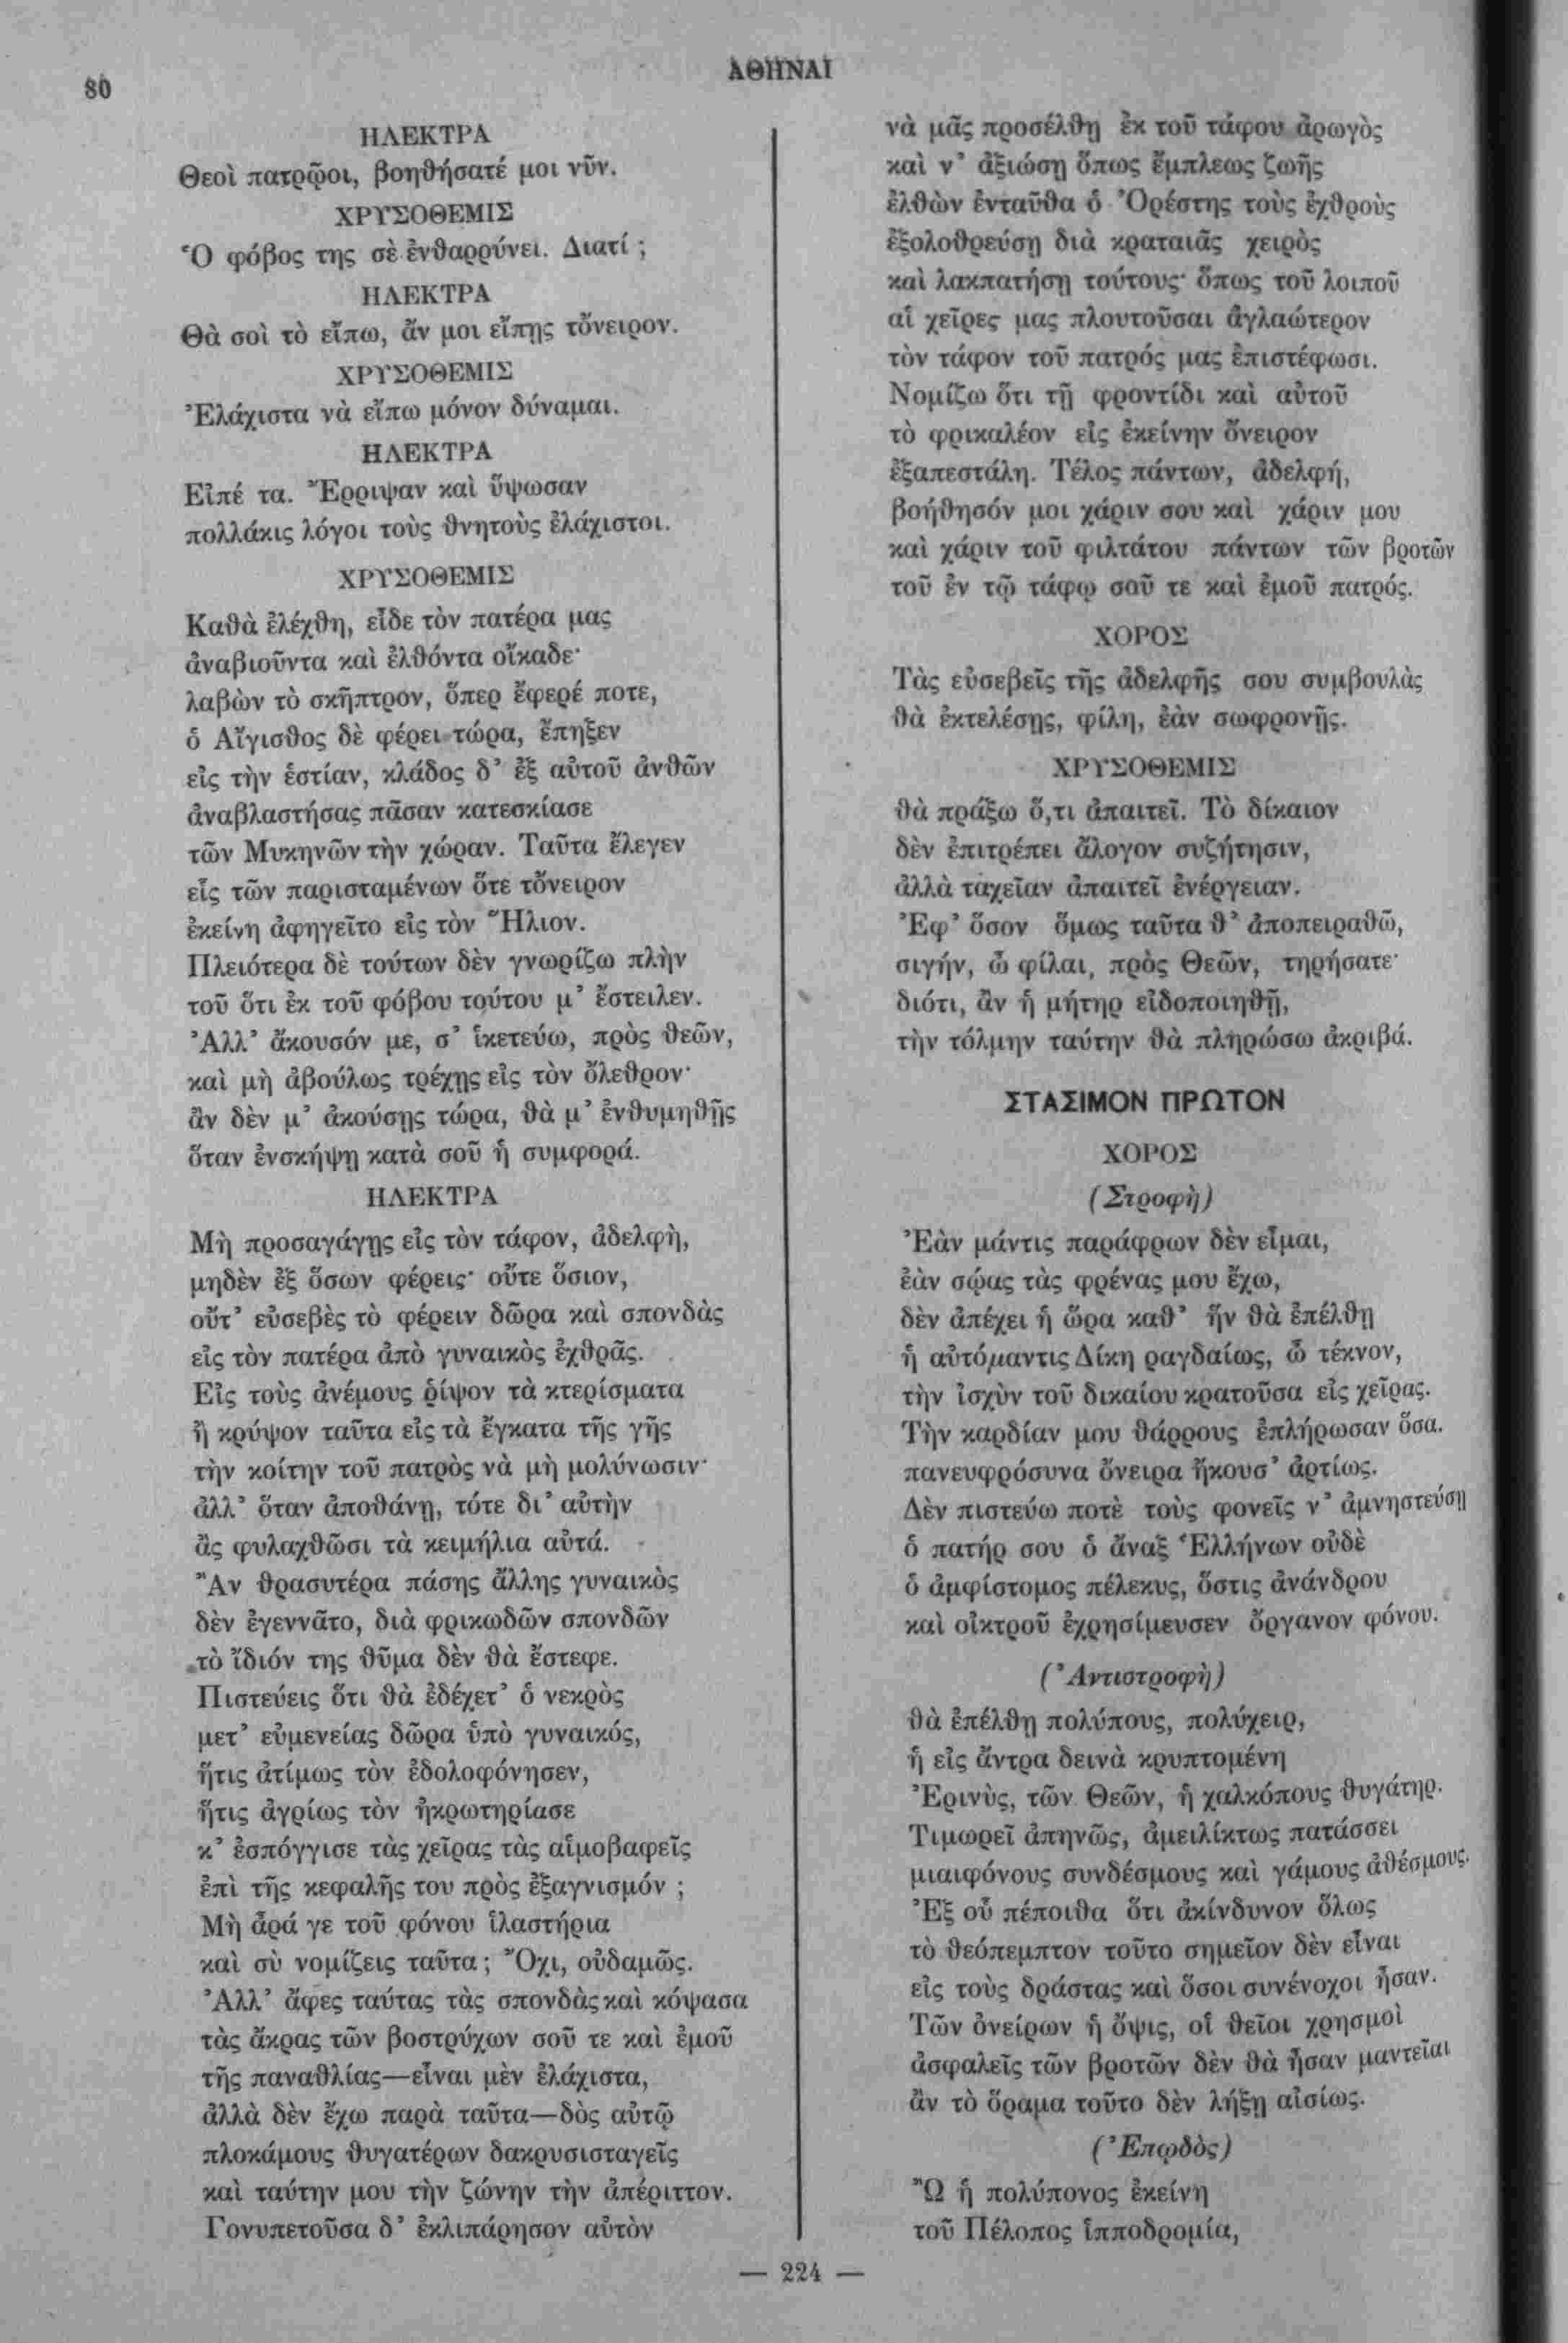 80
ΑΘΗΝΑΙ
ΗΛΕΚΤΡΑ
Θεοὶ πατρῷοι, βοηθήσατέ μοι νῦν.
ΧΡΥΣΟΘΕΜΙΣ
Ὁ φόβος της σὲ ἐνθαρρύνει. Διατί ;
ΗΛΕΚΤΡΑ
Θὰ σοὶ τὸ εἴπω, ἄν μοι εἴπῃς τὄνειρον.
ΧΡΥΣΟΘΕΜΙΣ
Ἐλάχιστα νὰ εἴπω μόνον δύναμαι.
ΗΛΕΚΤΡΑ
Εἰπέ τα. Ἔρριψαν καὶ ὕψωσαν
πολλάκις λόγοι τοὺς θνητοὺς ἐλάχιστοι.
ΧΡΥΣΟΘΕΜΙΣ
Καθὰ ἐλέχθη, εἶδε τὸν πατέρα μας
ἀναβιοῦντα καὶ ἐλθόντα οἴκαδε·
λαβὼν τὸ σκῆπτρον, ὅπερ ἔφερέ ποτε,
ὁ Αἴγισθος δὲ φέρει τώρα, ἔπηξεν
εἰς τὴν ἑστίαν, κλάδος δ᾽ ἐξ αὐτοῦ ἀνθῶν
ἀναβλαστήσας πᾶσαν κατεσκίασε
τῶν Μυκηνῶν τὴν χώραν. Ταῦτα ἔλεγεν
εἷς τῶν παρισταμένων ὅτε τὄνειρον
ἐκείνη ἀφηγεῖτο εἰς τὸν Ἥλιον.
Πλειότερα δὲ τούτων δὲν γνωρίζω πλὴν
τοῦ ὅτι ἐκ τοῦ φόβου τούτου μ᾽ ἔστειλεν.
Ἀλλ᾽ ἄκουσόν με, σ᾽ ἱκετεύω, πρὸς θεῶν,
καὶ μὴ ἀβούλως τρέχῃς εἰς τὸν ὄλεθρον·
ἂν δὲν μ᾽ ἀκούσῃς τώρα, θὰ μ᾽ ἐνθυμηθῇς
ὅταν ἐνσκήψῃ κατὰ σοῦ ἡ συμφορά.
ΗΛΕΚΤΡΑ
Μὴ προσαγάγῃς εἰς τὸν τάφον, ἀδελφὴ,
μηδὲν ἐξ ὅσων φέρεις· οὔτε ὅσιον,
οὔτ᾽ εὐσεβὲς τὸ φέρειν δῶρα καὶ σπονδὰς
εἰς τὸν πατέρα ἀπὸ γυναικὸς ἐχθρᾶς.
Εἰς τοὺς ἀνέμους ῥίψον τὰ κτερίσματα
ἢ κρύψον ταῦτα εἰς τὰ ἔγκατα τῆς γῆς
τὴν κοίτην τοῦ πατρὸς νὰ μὴ μολύνωσιν·
ἀλλ᾽ ὅταν ἀποθάνῃ, τότε δι᾽ αὐτὴν
ἂς φυλαχθῶσι τὰ κειμήλια αὐτά.
Ἂν θρασυτέρα πάσης ἄλλης γυναικὸς
δὲν ἐγεννᾶτο, διὰ φρικωδῶν σπονδῶν
τὸ ἴδιόν της θῦμα δὲν θὰ ἔστεφε.
Πιστεύεις ὅτι θὰ ἐδέχετ᾽ ὁ νεκρὸς
μετ᾽ εὐμενείας δῶρα ὑπὸ γυναικός,
ἥτις ἀτίμως τὸν ἐδολοφόνησεν,
ἥτις ἀγρίως τὸν ἠκρωτηρίασε
κ᾽ ἐσπόγγισε τὰς χεῖρας τὰς αἱμοβαφεῖς
ἐπὶ τῆς κεφαλῆς του πρὸς ἐξαγνισμόν ;
Μὴ ἆρά γε τοῦ φόνου ἱλαστήρια
καὶ σὺ νομίζεις ταῦτα ; Ὄχι, οὐδαμῶς.
Ἀλλ᾽ ἄφες ταύτας τὰς σπονδὰς καὶ κόψασα
τὰς ἄκρας τῶν βοστρύχων σοῦ τε καὶ ἐμοῦ
τῆς παναθλίας—εἶναι μὲν ἐλάχιστα,
ἀλλὰ δὲν ἔχω παρὰ ταῦτα—δὸς αὐτῷ
πλοκάμους θυγατέρων δακρυσισταγεῖς
καὶ ταύτην μου τὴν ζώνην τὴν ἀπέριττον.
Γονυπετοῦσα δ᾽ ἐκλιπάρησον αὐτὸν
νὰ μᾶς προσέλθῃ ἐκ τοῦ τάφου ἀρωγὸς
καὶ ν᾽ ἀξιώσῃ ὅπως ἔμπλεως ζωῆς
ἐλθὼν ἐνταῦθα ὁ Ὀρέστης τοὺς ἐχθροὺς
ἐξολοθρεύσῃ διὰ κραταιᾶς χειρὸς
καὶ λακπατήσῃ τούτους· ὅπως τοῦ λοιποῦ
αἱ χεῖρες μας πλουτοῦσαι ἀγλαώτερον
τὸν τάφον τοῦ πατρός μας ἐπιστέφωσι.
Νομίζω ὅτι τῇ φροντίδι καὶ αὐτοῦ
τὸ φρικαλέον εἰς ἐκείνην ὄνειρον
ἐξαπεστάλη. Τέλος πάντων, ἀδελφή,
βοήθησόν μοι χάριν σου καὶ χάριν μου
καὶ χάριν τοῦ φιλτάτου πάντων τῶν βροτῶν
τοῦ ἐν τῷ τάφῳ σοῦ τε καὶ ἐμοῦ πατρός.
ΧΟΡΟΣ
Τὰς εὐσεβεῖς τῆς ἀδελφῆς σου συμβουλὰς
θὰ ἐκτελέσῃς, φίλη, ἐὰν σωφρονῇς.
ΧΡΥΣΟΘΕΜΙΣ
θὰ πράξω ὅ,τι ἀπαιτεῖ. Τὸ δίκαιον
δὲν ἐπιτρέπει ἄλογον συζήτησιν,
ἀλλὰ ταχεῖαν ἀπαιτεῖ ἐνέργειαν.
Ἐφ᾽ ὅσον ὅμως ταῦτα θ᾽ ἀποπειραθῶ,
σιγήν, ὦ φίλαι, πρὸς Θεῶν, τηρήσατε·
διότι, ἂν ἡ μήτηρ εἰδοποιηθῇ,
τὴν τόλμην ταύτην θὰ πληρώσω ἀκριβά.
ΣΤΑΣΙΜΟΝ ΠΡΩΤΟΝ
ΧΟΡΟΣ
(Στροφὴ)
Ἐὰν μάντις παράφρων δὲν εἶμαι,
ἐὰν σῴας τὰς φρένας μου ἔχω,
δὲν ἀπέχει ἡ ὥρα καθ᾽ ἥν θὰ ἐπέλθῃ
ἡ αὐτόμαντις Δίκη ραγδαίως, ὦ τέκνον,
τὴν ἰσχὺν τοῦ δικαίου κρατοῦσα εἰς χεῖρας.
Τὴν καρδίαν μου θάρρους ἐπλήρωσαν ὅσα.
πανευφρόσυνα ὄνειρα ἤκουσ᾽ ἀρτίως.
Δὲν πιστεύω ποτὲ τοὺς φονεῖς ν᾽ ἀμνηστεύσῃ
ὁ πατήρ σου ὁ ἄναξ Ἑλλήνων οὐδὲ
ὁ ἀμφίστομος πέλεκυς, ὅστις ἀνάνδρου
καὶ οἰκτροῦ ἐχρησίμευσεν ὄργανον φόνου.
(Ἀντιστροφὴ)
θὰ ἐπέλθῃ πολύπους, πολύχειρ,
ἡ εἰς ἄντρα δεινὰ κρυπτομένη
Ἐρινὺς, τῶν Θεῶν, ἡ χαλκόπους θυγάτηρ.
Τιμωρεῖ ἀπηνῶς, ἀμειλίκτως πατάσσει
μιαιφόνους συνδέσμους καὶ γάμους ἀθέσμους.
Ἐξ οὗ πέποιθα ὅτι ἀκίνδυνον ὅλως
τὸ θεόπεμπτον τοῦτο σημεῖον δὲν εἶναι
εἰς τοὺς δράστας καὶ ὅσοι συνένοχοι ἦσαν.
Τῶν ὀνείρων ἡ ὄψις, οἱ θεῖοι χρησμοὶ
ἀσφαλεῖς τῶν βροτῶν δὲν θὰ ἦσαν μαντεῖαι
ἂν τὸ ὅραμα τοῦτο δὲν λήξῃ αἰσίως.
(Ἐπῳδὸς)
Ὢ ἡ πολύπονος ἐκείνη
τοῦ Πέλοπος ἱπποδρομία,
— 224 —